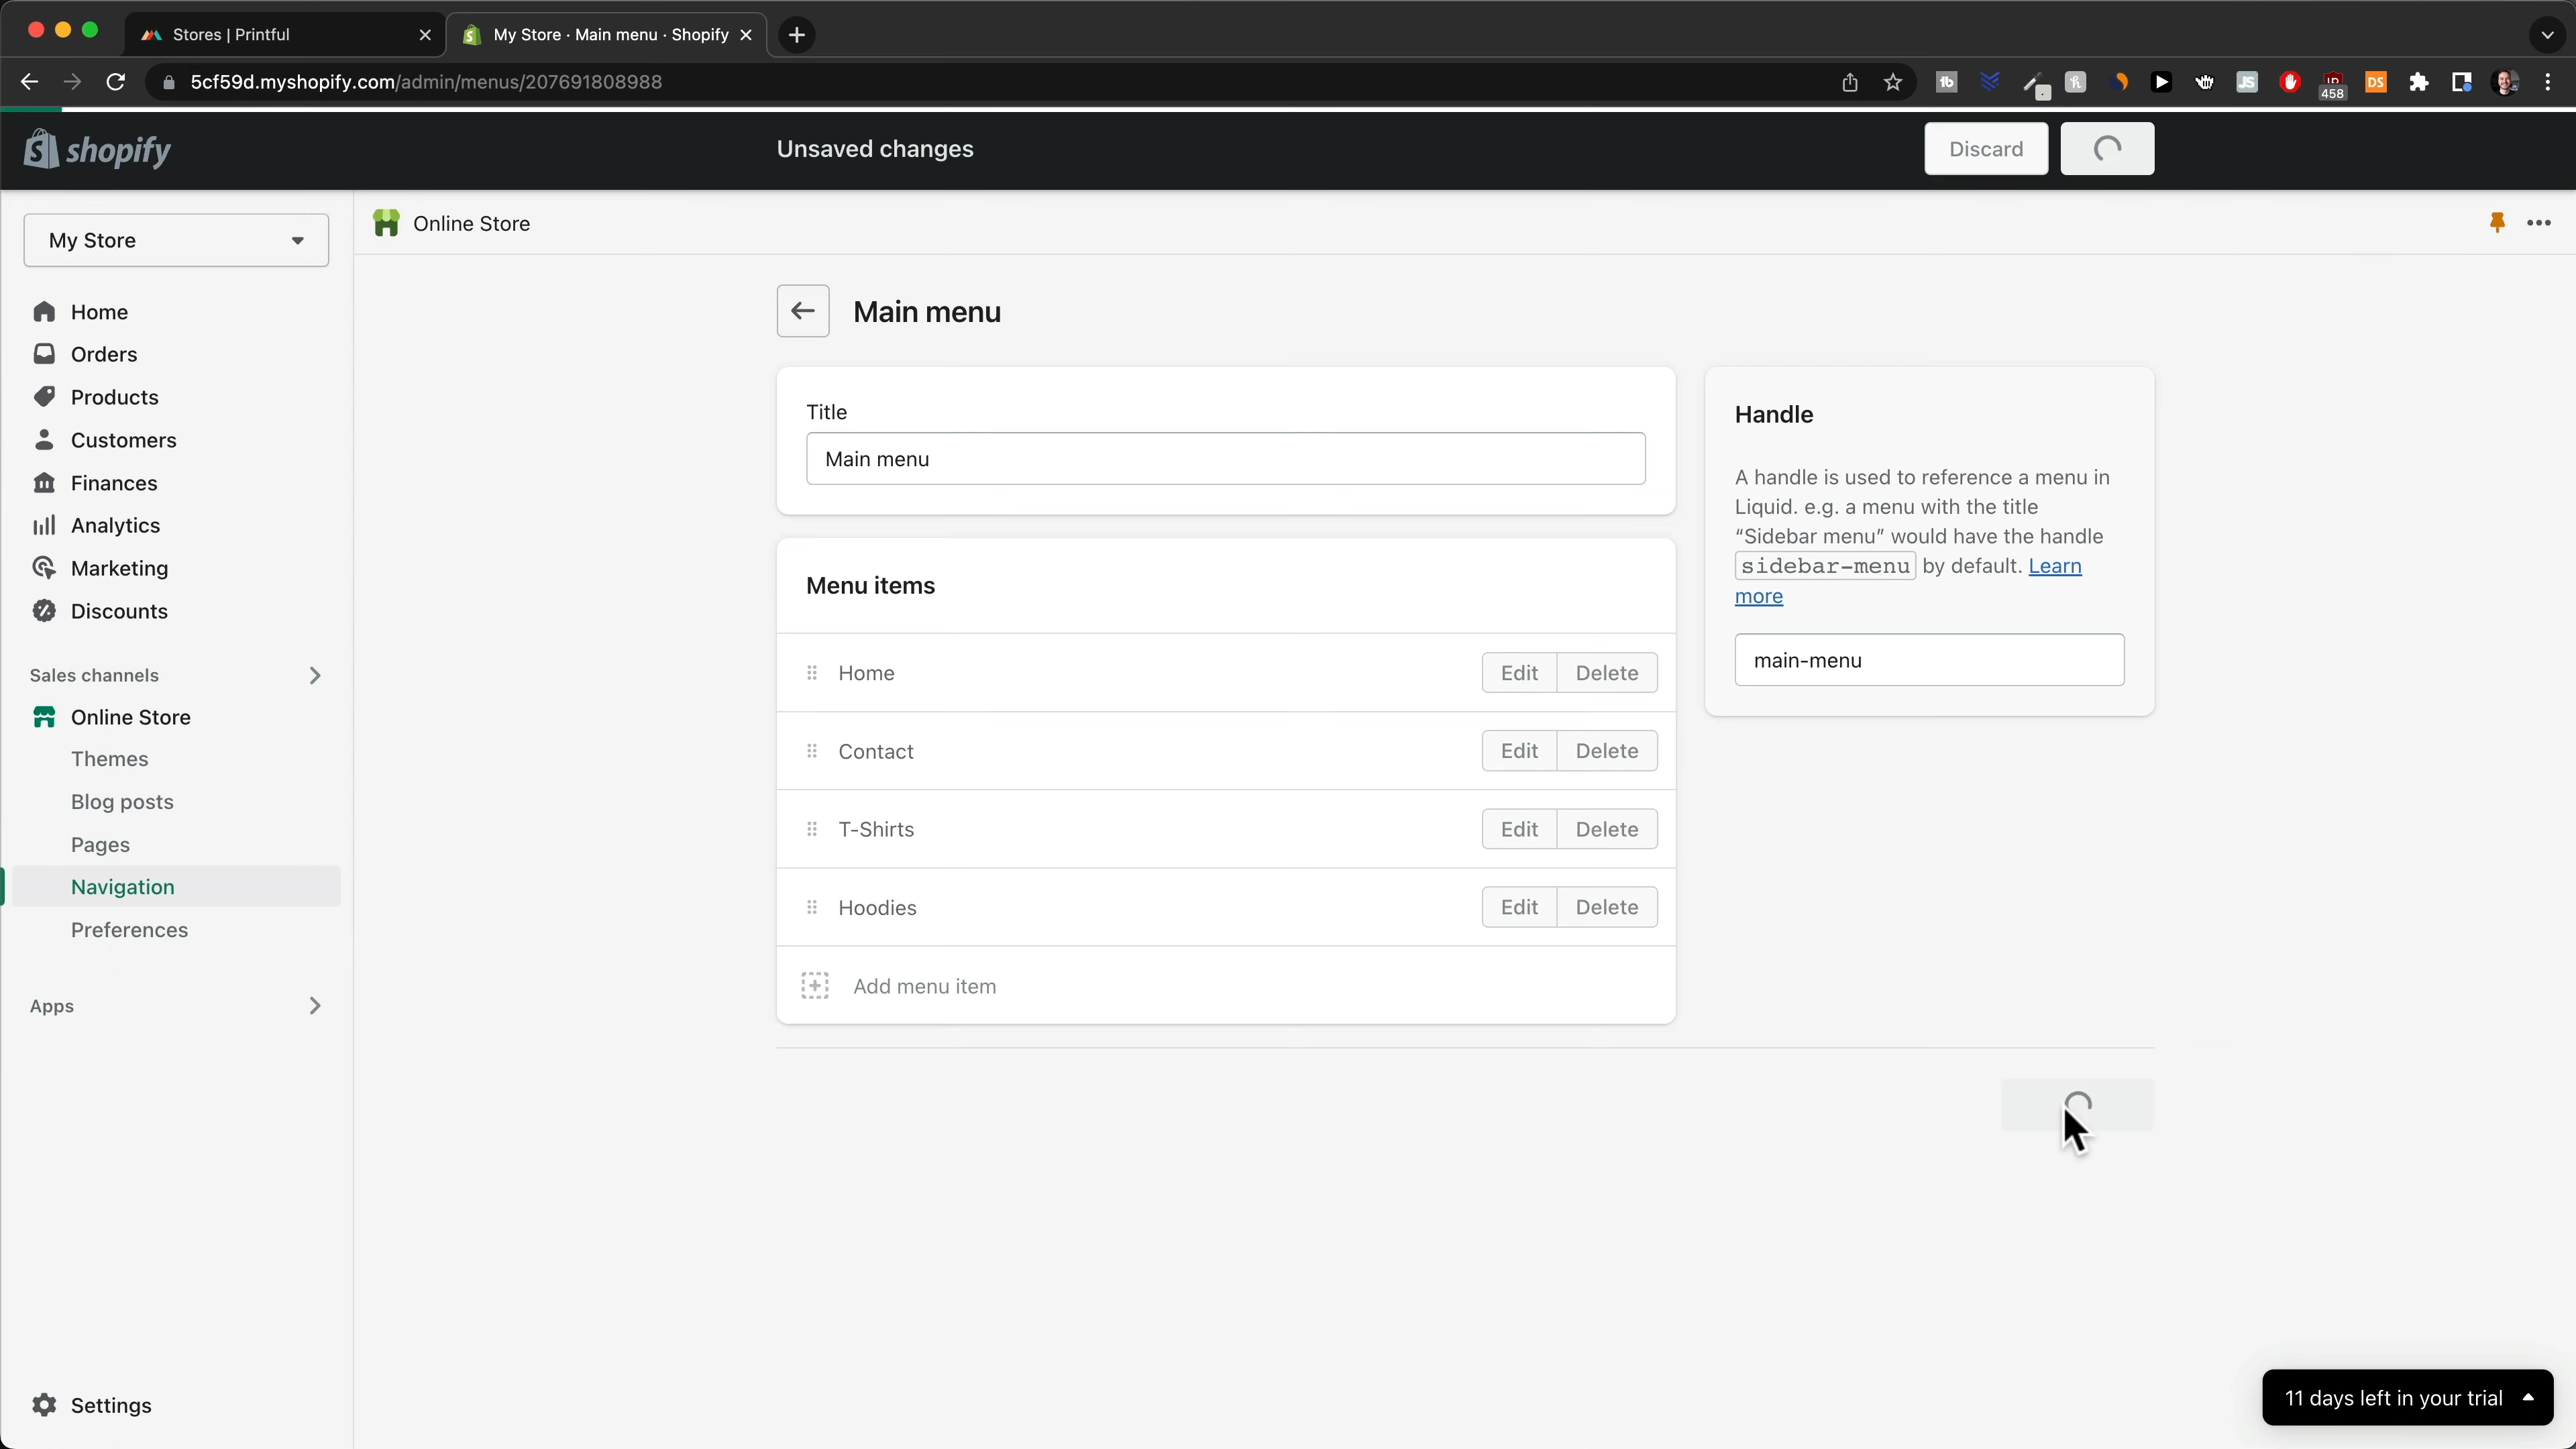 Stores | Printful
My Store · Main menu · Shopify
5cf59d.myshopify.com/admin/menus/207691808988
458
shopify
Unsaved changes
Discard
My Store
Online Store
Home
Orders
Products
Customers
Finances
Analytics
Marketing
Discounts
Sales channels
Online Store
Themes
Blog posts
Pages
Navigation
Preferences
Apps
Settings
Main menu
Title
Main menu
Menu items
Home Edit Delete
Contact Edit Delete
T-Shirts Edit Delete
Hoodies Edit Delete
Add menu item
Handle
A handle is used to reference a menu in
Liquid. e.g. a menu with the title
“Sidebar menu” would have the handle
sidebar-menu by default. Learn
more
main-menu
11 days left in your trial